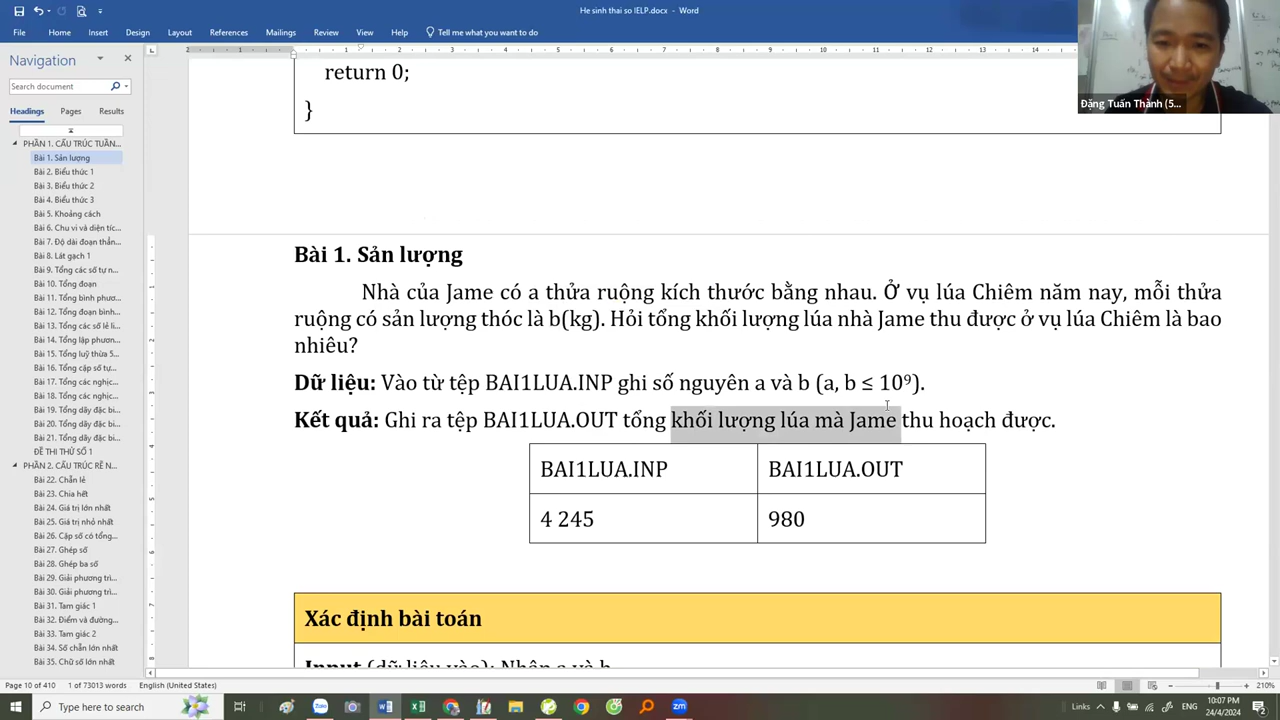 He sinh thai so IELP.docx - Word
File Home Insert Design Layout References Mailings Review View Help Tell me what you want to do
Đặng Tuấn Thành (5...
Navigation
Search document
Headings Pages Results
PHẦN 1. CẤU TRÚC TUẦN...
Bài 1. Sản lượng
Bài 2. Biểu thức 1
Bài 3. Biểu thức 2
Bài 4. Biểu thức 3
Bài 5. Khoảng cách
Bài 6. Chu vi và diện tíc...
Bài 7. Độ dài đoạn thẳn...
Bài 8. Lát gạch 1
Bài 9. Tổng các số tự n...
Bài 10. Tổng đoạn
Bài 11. Tổng bình phươ...
Bài 12. Tổng đoạn bình...
Bài 13. Tổng các số lẻ li...
Bài 14. Tổng lập phươn...
Bài 15. Tổng luỹ thừa 5...
Bài 16. Tổng cặp số tự...
Bài 17. Tổng các nghịc...
Bài 18. Tổng các nghịc...
Bài 19. Tổng dãy đặc bi...
Bài 20. Tổng dãy đặc bi...
Bài 21. Tổng dãy đặc bi...
ĐỀ THI THỬ SỐ 1
PHẦN 2. CẤU TRÚC RẼ N...
Bài 22. Chẵn lẻ
Bài 23. Chia hết
Bài 24. Giá trị lớn nhất
Bài 25. Giá trị nhỏ nhất
Bài 26. Cặp số có tổng...
Bài 27. Ghép số
Bài 28. Ghép ba số
Bài 29. Giải phương trì...
Bài 30. Giải phương trì...
Bài 31. Tam giác 1
Bài 32. Điểm và đường...
Bài 33. Tam giác 2
Bài 34. Số chẵn lớn nhất
Bài 35. Chữ số lớn nhất
return 0;
}
Bài 1. Sản lượng
Nhà của Jame có a thửa ruộng kích thước bằng nhau. Ở vụ lúa Chiêm năm nay, mỗi thửa
ruộng có sản lượng thóc là b(kg). Hỏi tổng khối lượng lúa nhà Jame thu được ở vụ lúa Chiêm là bao
nhiêu?
Dữ liệu: Vào từ tệp BAI1LUA.INP ghi số nguyên a và b (a, b ≤ 10⁹).
Kết quả: Ghi ra tệp BAI1LUA.OUT tổng khối lượng lúa mà Jame thu hoạch được.
BAI1LUA.INP BAI1LUA.OUT
4 245 980
Xác định bài toán
Input (dữ liệu vào): Nhập a và b
Page 10 of 410 1 of 73013 words English (United States) 210%
Type here to search
Links
10:07 PM
24/4/2024